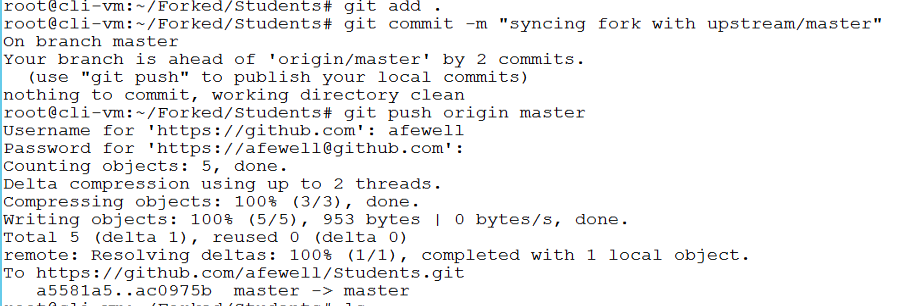 root@cli-vm:~/Forked/Students# git add .
root@cli-vm:~/Forked/Students# git commit -m "syncing fork with upstream/master"
On branch master
Your branch is ahead of 'origin/master' by 2 commits.
  (use "git push" to publish your local commits)
nothing to commit, working directory clean
root@cli-vm:~/Forked/Students# git push origin master
Username for 'https://github.com': afewell
Password for 'https://afewell@github.com':
Counting objects: 5, done.
Delta compression using up to 2 threads.
Compressing objects: 100% (3/3), done.
Writing objects: 100% (5/5), 953 bytes | 0 bytes/s, done.
Total 5 (delta 1), reused 0 (delta 0)
remote: Resolving deltas: 100% (1/1), completed with 1 local object.
To https://github.com/afewell/Students.git
   a5581a5..ac0975b  master -> master